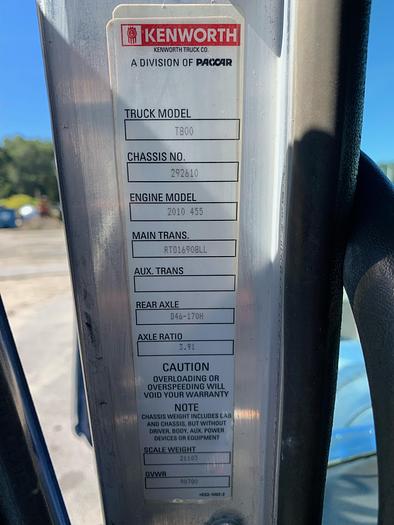 KENWORTH
KENWORTH TRUCK CO.
A DIVISION OF PACCAR
TRUCK MODEL
T800
CHASSIS NO.
292610
ENGINE MODEL
2010 455
MAIN TRANS.
RTO16908LL
AUX. TRANS
REAR AXLE
D46-170H
AXLE RATIO
3.91
CAUTION
OVERLOADING OR
OVERSPEEDING WILL
VOID YOUR WARRANTY
NOTE
CHASSIS WEIGHT INCLUDES CAB
AND CHASSIS, BUT WITHOUT
DRIVER, BODY, AUX. POWER
DEVICES OR EQUIPMENT
SCALE WEIGHT
GVWR